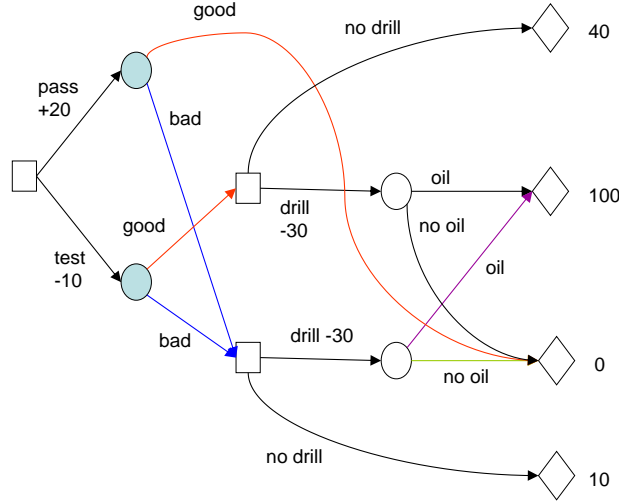 good
no drill
40
pass
+20
bad
oil
100
drill
-30
good
no oil
test
-10
oil
bad
drill -30
no oil
0
no drill
10